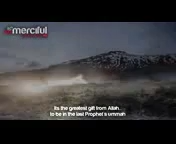 merciful
Its the greatest gift from Allah
to be in the last Prophet's ummah